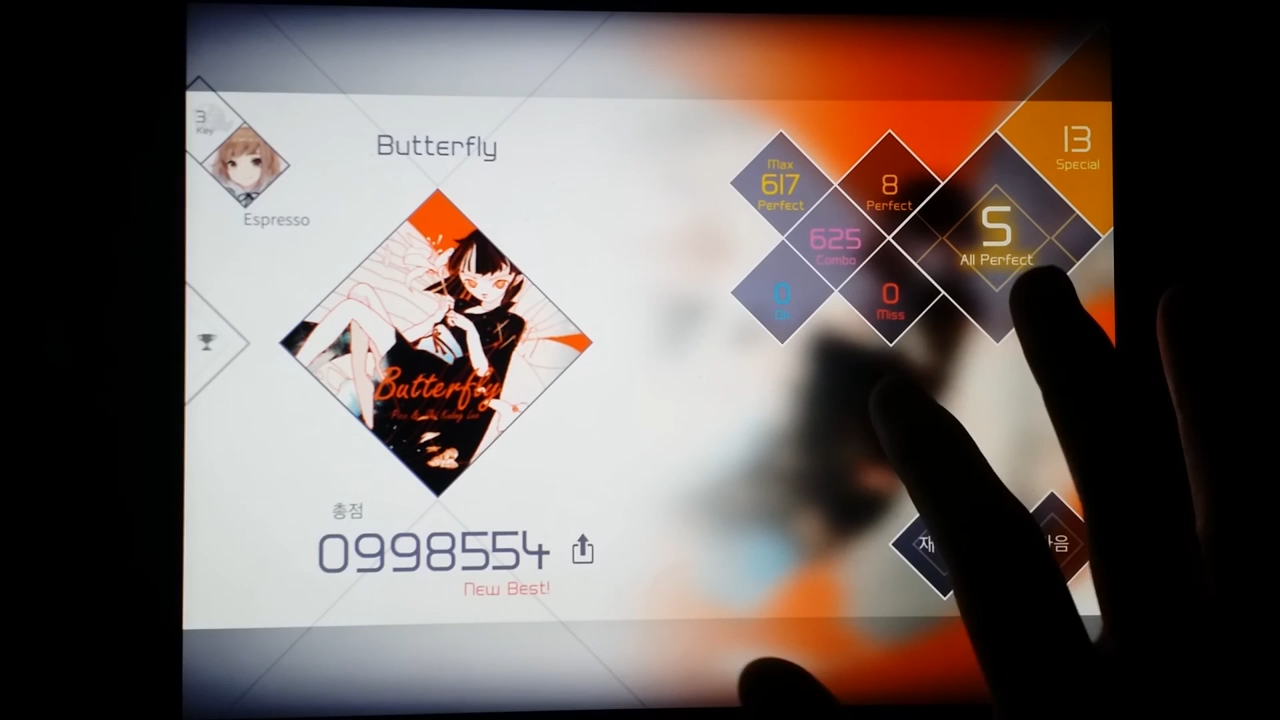 3
Key
Espresso
Butterfly
Butterfly
총점
0998554
New Best!
Max
617
Perfect
8
Perfect
625
Combo
0
0
Miss
S
All Perfect
13
Special
재